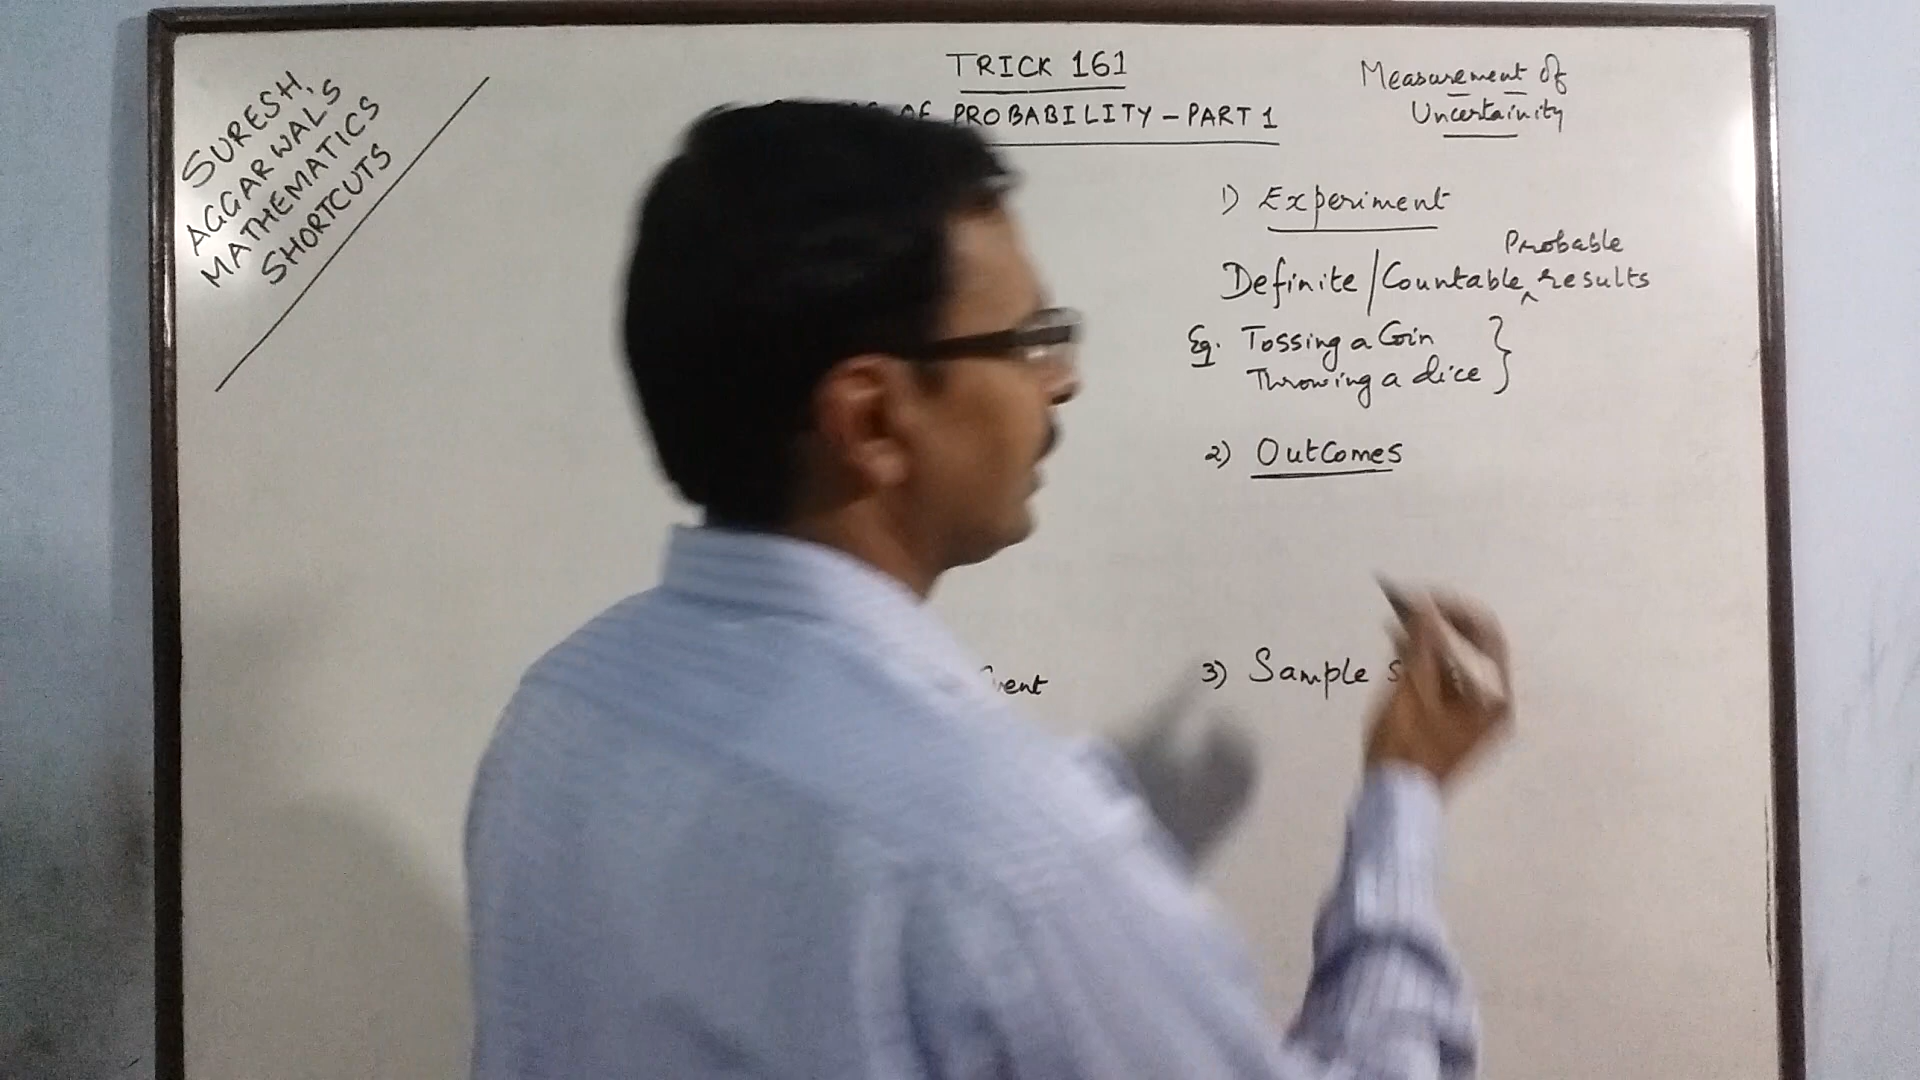 SURESH
AGGARWAL'S
MATHEMATICS
SHORTCUTS
TRICK 161
OF PROBABILITY - PART 1
Measurement of
Uncertainity
1) Experiment
Probable
Definite / Countable ^ results
Eg. Tossing a Coin
Throwing a dice }
2) Outcomes
3) Sample